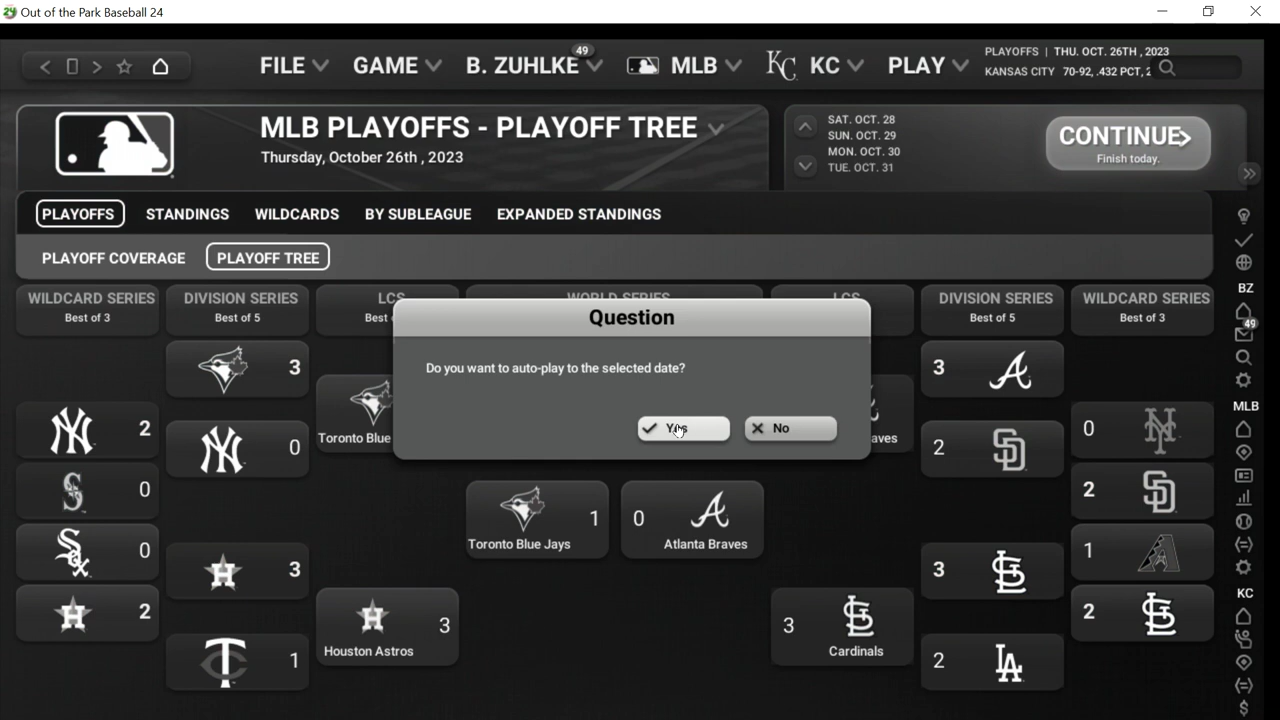 Out of the Park Baseball 24
FILE
GAME
B. ZUHLKE
49
MLB
KC
PLAY
PLAYOFFS | THU. OCT. 26TH , 2023
KANSAS CITY 70-92, .432 PCT, 2
MLB PLAYOFFS - PLAYOFF TREE
Thursday, October 26th , 2023
SAT. OCT. 28
SUN. OCT. 29
MON. OCT. 30
TUE. OCT. 31
CONTINUE
Finish today.
PLAYOFFS
STANDINGS
WILDCARDS
BY SUBLEAGUE
EXPANDED STANDINGS
PLAYOFF COVERAGE
PLAYOFF TREE
WILDCARD SERIES
Best of 3
DIVISION SERIES
Best of 5
LCS
Best
WORLD SERIES
LCS
DIVISION SERIES
Best of 5
WILDCARD SERIES
Best of 3
Question
Do you want to auto-play to the selected date?
Yes
No
3
3
2
0
Toronto Blue
aves
0
2
0
2
0
1
Toronto Blue Jays
0
Atlanta Braves
2
1
3
3
2
3
Houston Astros
3
Cardinals
1
2
BZ
49
MLB
KC